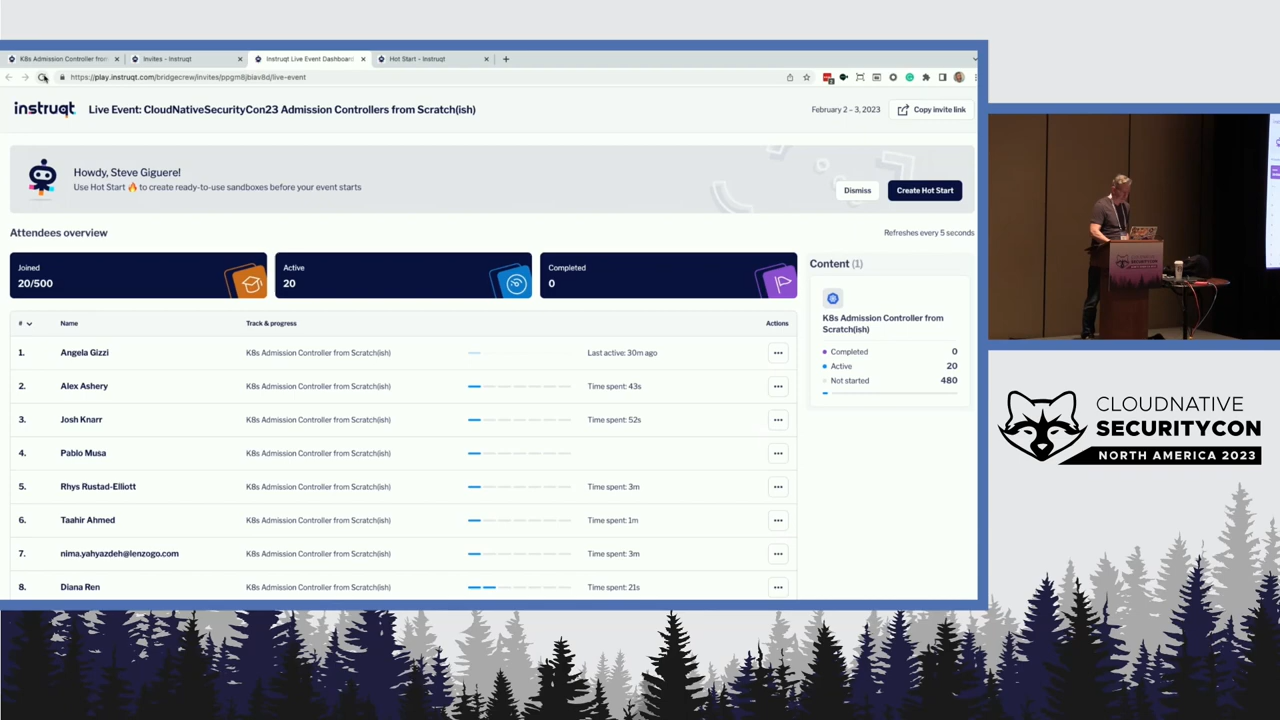 K8s Admission Controller from
Invites - Instruqt
Instruqt Live Event Dashboard
Hot Start - Instruqt
https://play.instruqt.com/bridgecrew/invites/ppgm8jbiav8d/live-event
instruqt
Live Event: CloudNativeSecurityCon23 Admission Controllers from Scratch(ish)
February 2 – 3, 2023
Copy invite link
Howdy, Steve Giguere!
Use Hot Start 🔥 to create ready-to-use sandboxes before your event starts
Dismiss
Create Hot Start
Attendees overview
Refreshes every 5 seconds
Joined
20/500
Active
20
Completed
0
Content (1)
K8s Admission Controller from
Scratch(ish)
Completed 0
Active 20
Not started 480
# Name Track & progress Actions
1. Angela Gizzi K8s Admission Controller from Scratch(ish) Last active: 30m ago
2. Alex Ashery K8s Admission Controller from Scratch(ish) Time spent: 43s
3. Josh Knarr K8s Admission Controller from Scratch(ish) Time spent: 52s
4. Pablo Musa K8s Admission Controller from Scratch(ish)
5. Rhys Rustad-Elliott K8s Admission Controller from Scratch(ish) Time spent: 3m
6. Taahir Ahmed K8s Admission Controller from Scratch(ish) Time spent: 1m
7. nima.yahyazdeh@lenzogo.com K8s Admission Controller from Scratch(ish) Time spent: 3m
8. Diana Ren K8s Admission Controller from Scratch(ish) Time spent: 21s
CLOUDNATIVE
SECURITYCON
NORTH AMERICA 2023